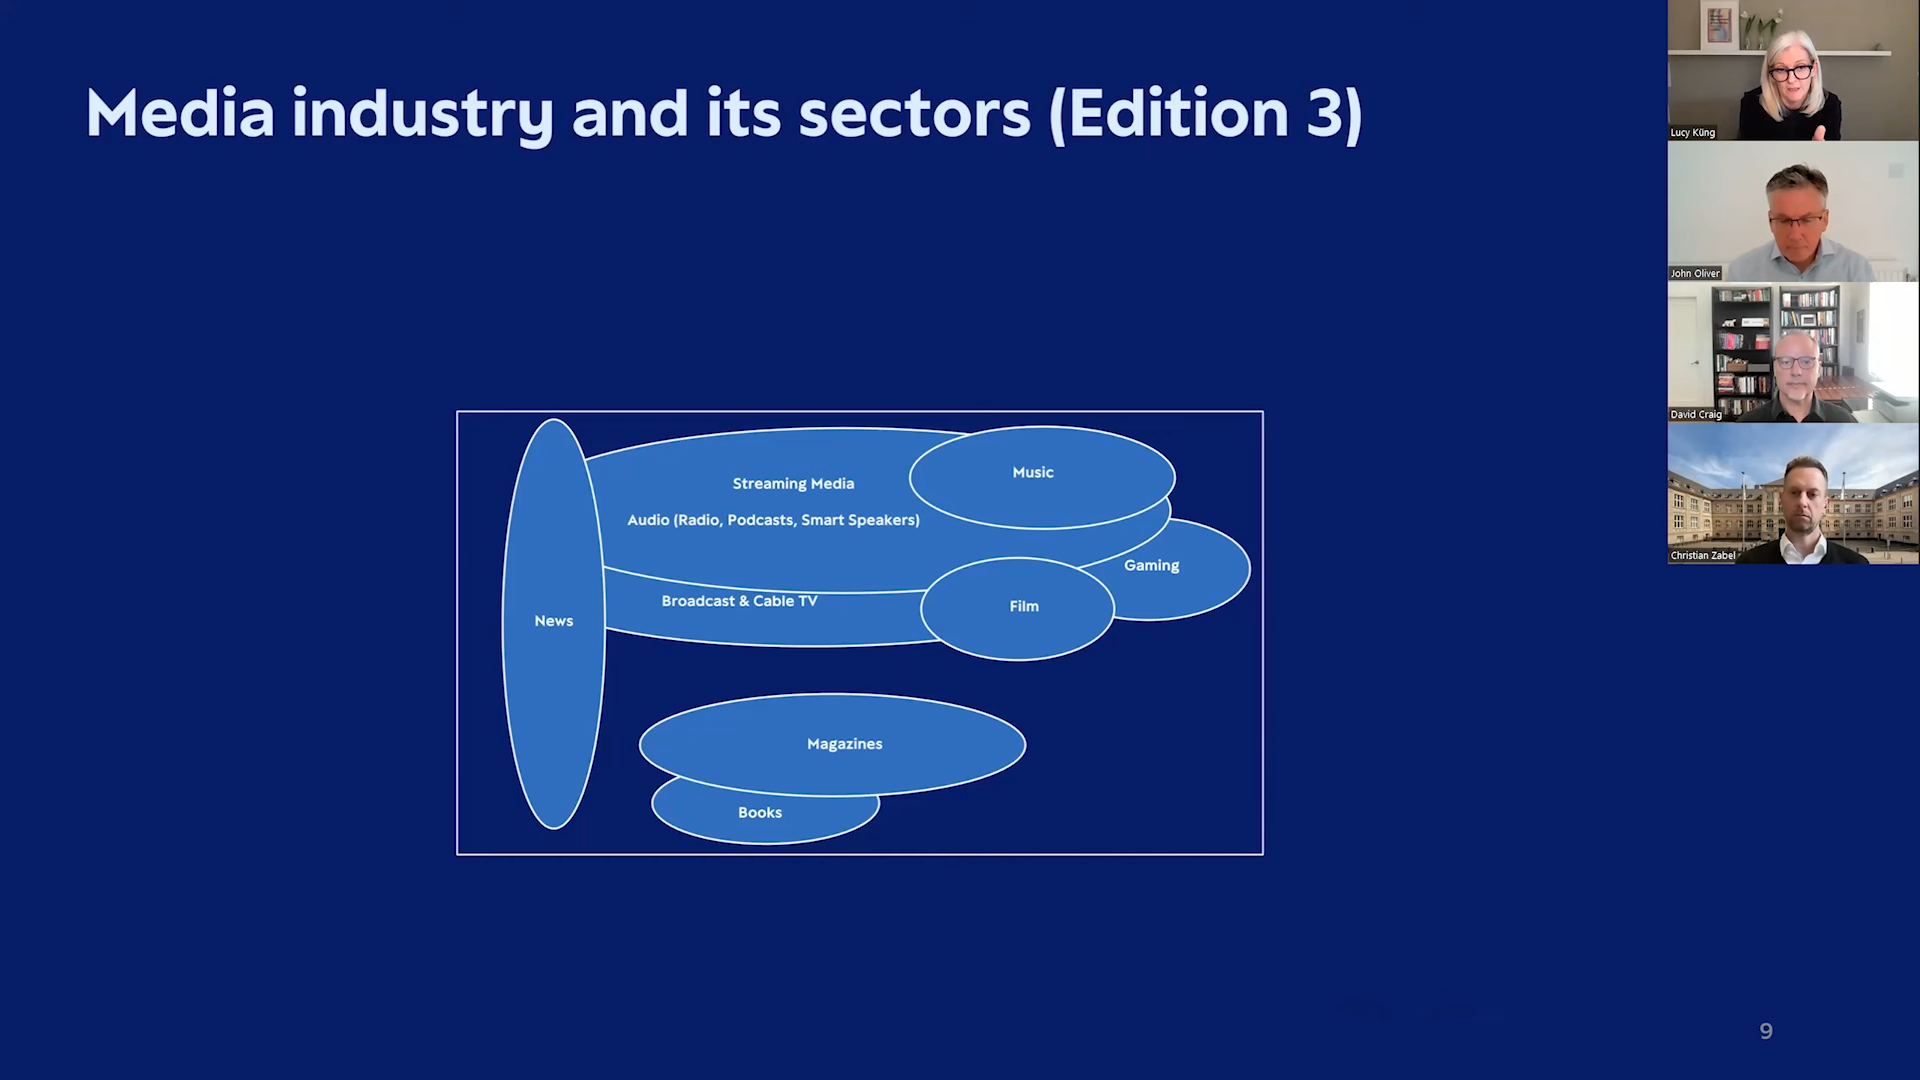 Media industry and its sectors (Edition 3)
Streaming Media
Audio (Radio, Podcasts, Smart Speakers)
Music
Gaming
Broadcast & Cable TV
Film
News
Magazines
Books
9
Lucy Küng
John Oliver
David Craig
Christian Zabel